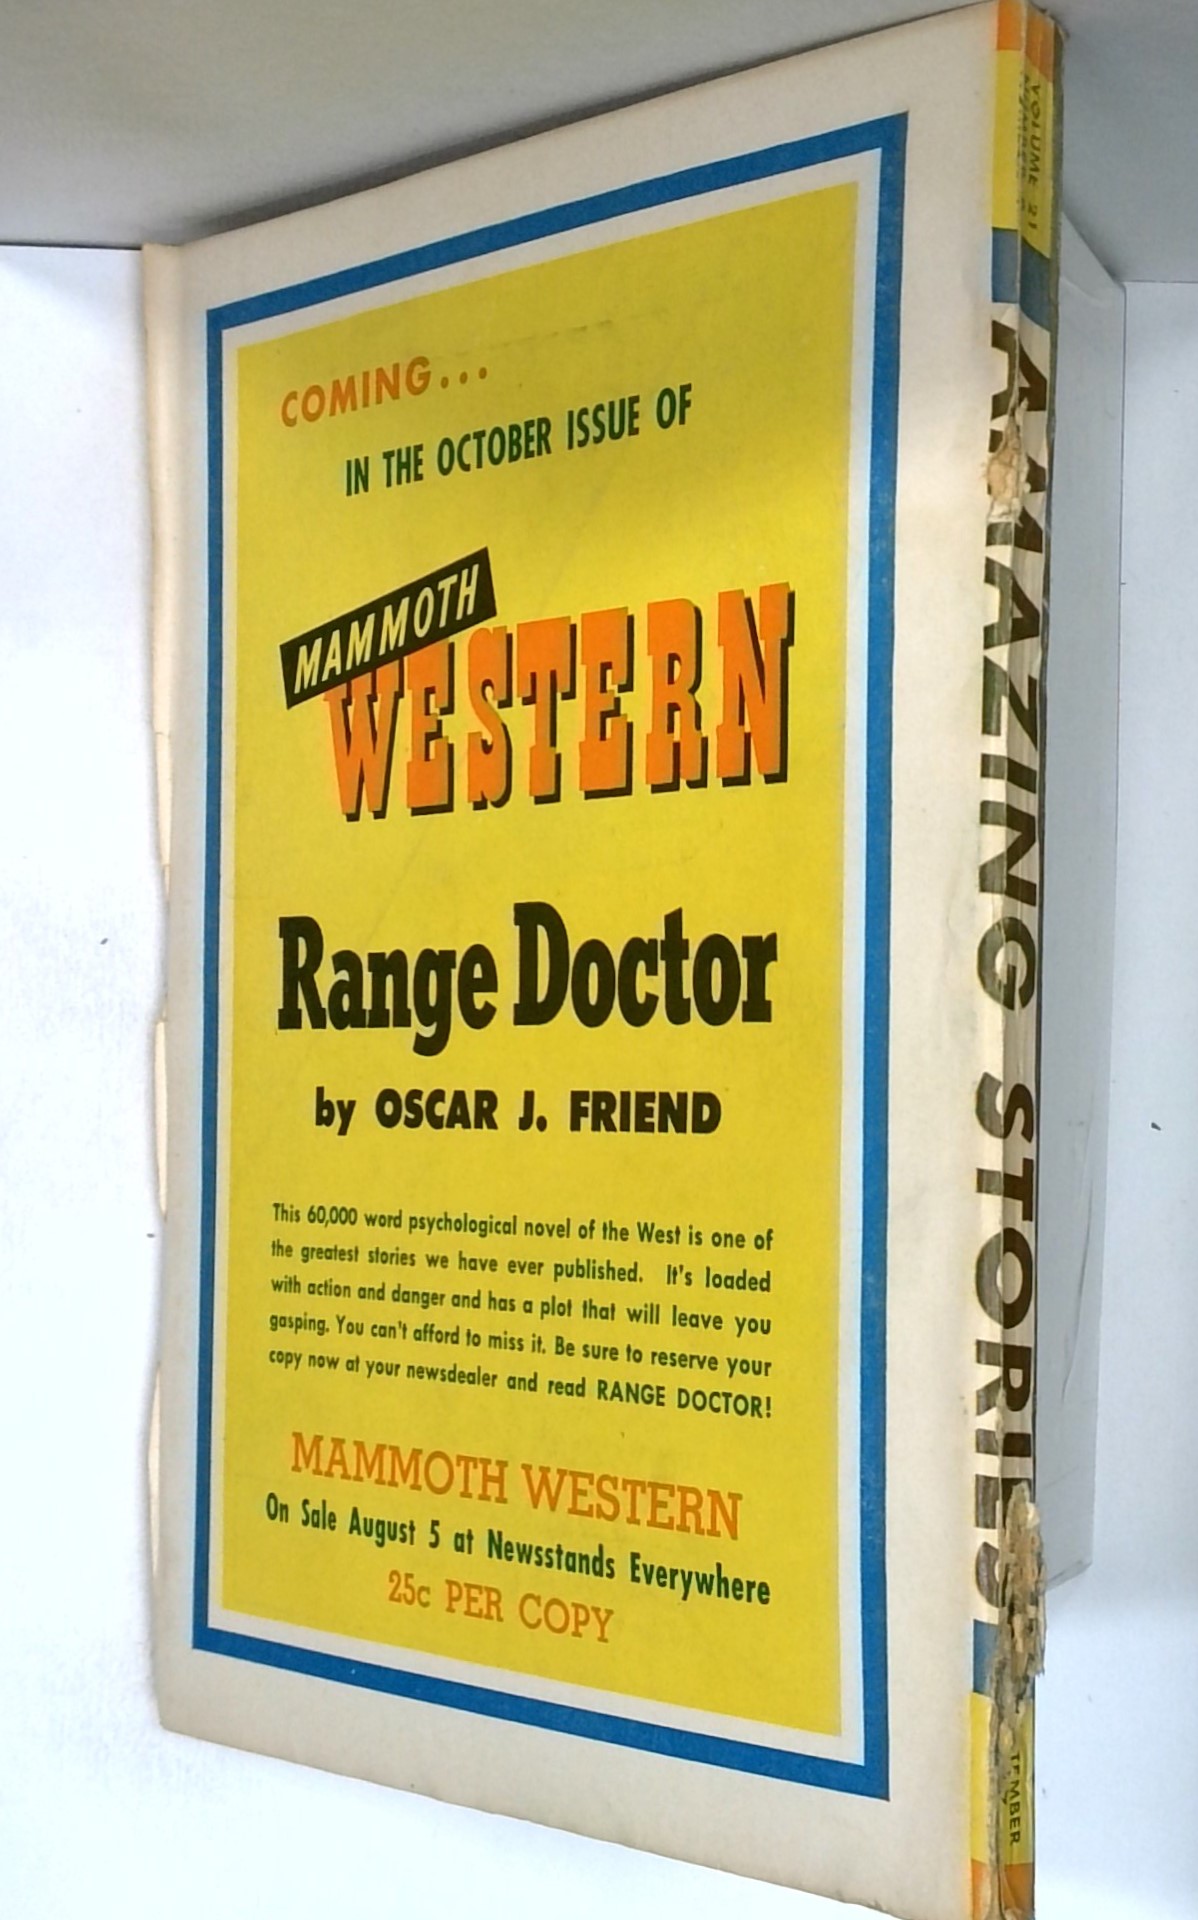 COMING...
IN THE OCTOBER ISSUE OF
MAMMOTH
WESTERN
Range Doctor
by OSCAR J. FRIEND
This 60,000 word psychological novel of the West is one of
the greatest stories we have ever published. It's loaded
with action and danger and has a plot that will leave you
gasping. You can't afford to miss it. Be sure to reserve your
copy now at your newsdealer and read RANGE DOCTOR!
MAMMOTH WESTERN
On Sale August 5 at Newsstands Everywhere
25c PER COPY
VOLUME 21
NUMBER
AMAZING STORIES
TEMBER